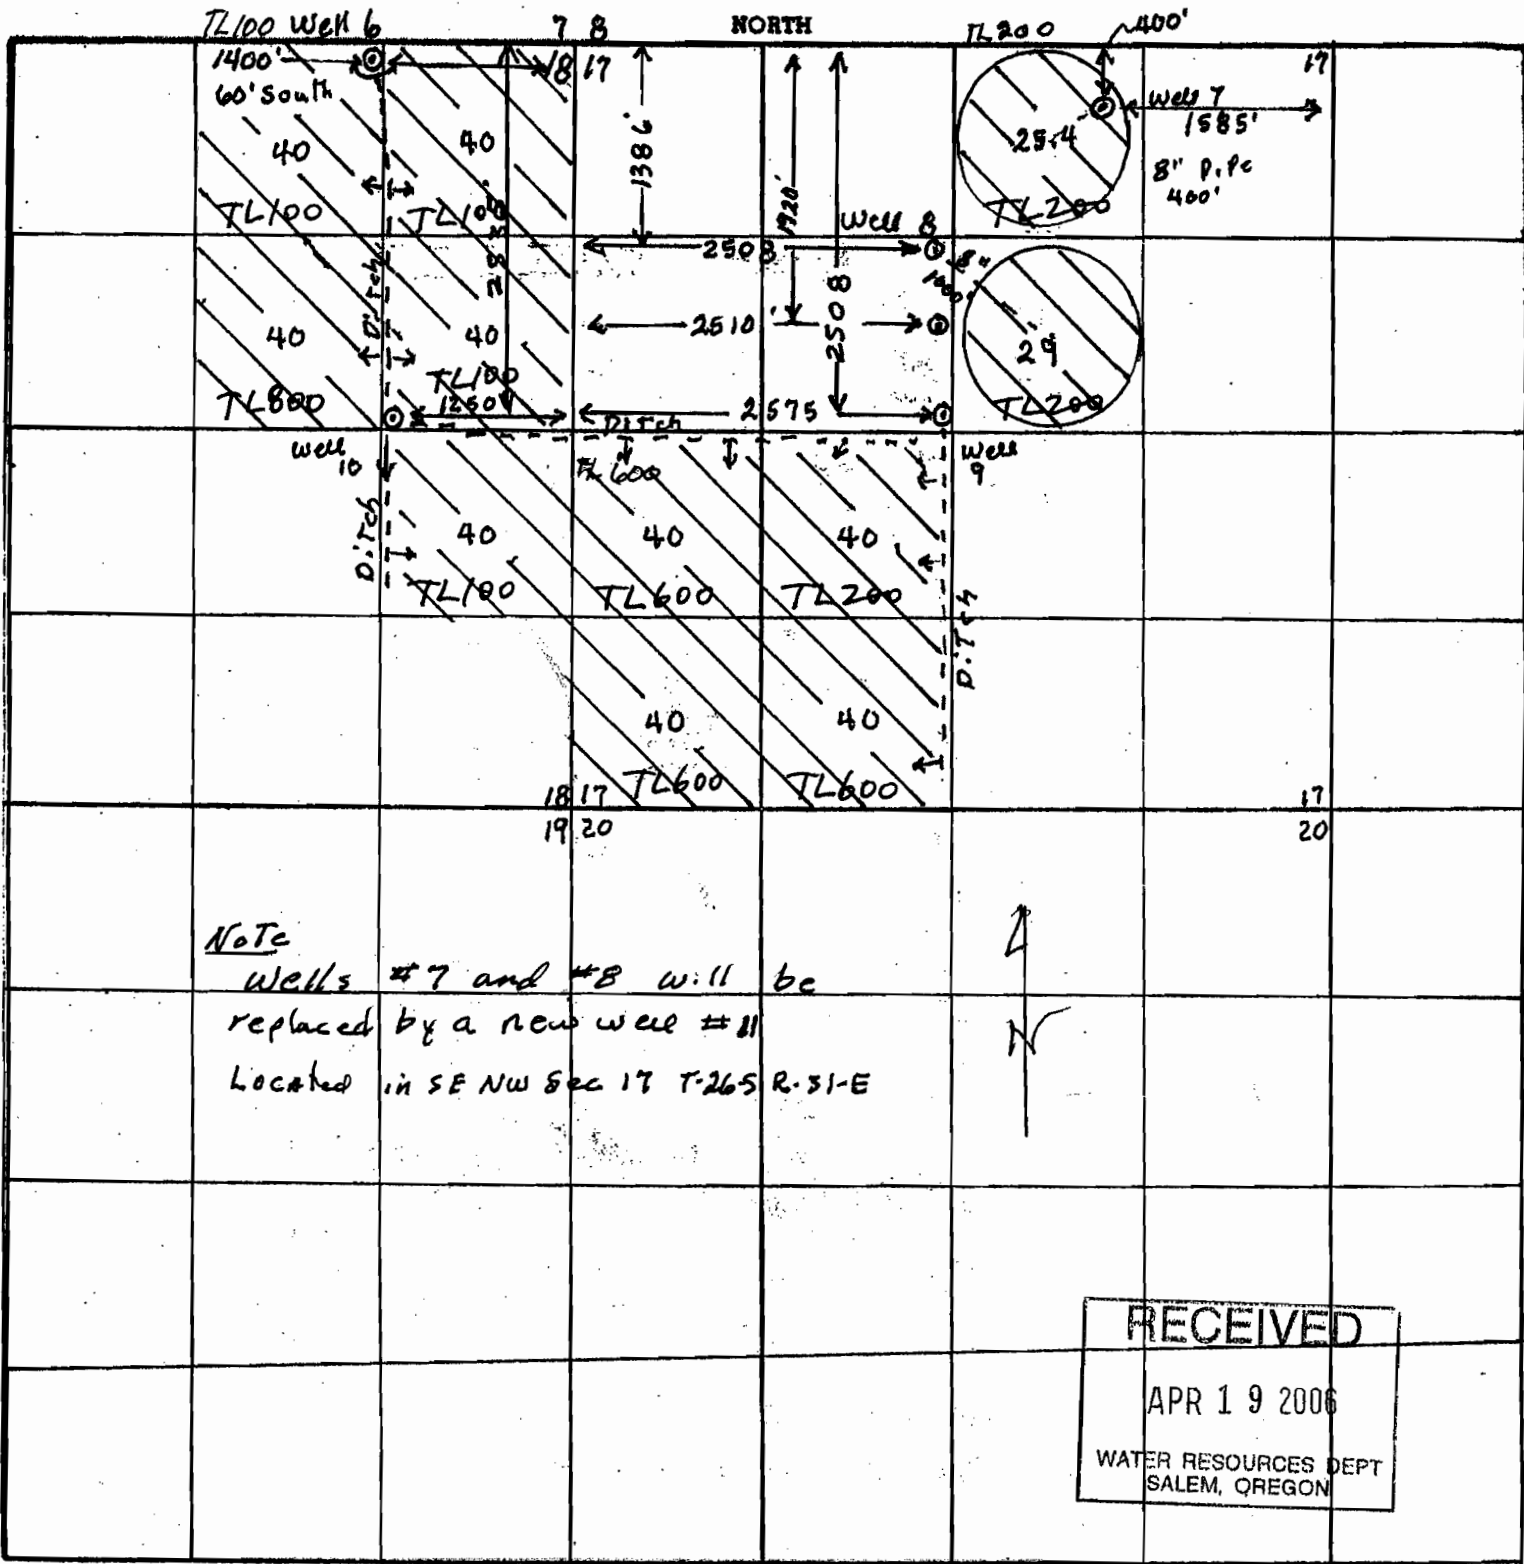 TL100 Well 6
7 8
NORTH
TL200
400'
1400'
60' South
18 17
17
Well 7
1585'
8" Pipe
400'
40
40
1386'
1920'
25.4
TL100
TL100
Well 8
TL200
2508
8"
Ditch
2510'
2508
40
40
29
TL100
TL800
1250
2575
TL200
Ditch
Well 10
TL600
Well 9
Ditch
40
40
40
TL100
TL600
TL200
Ditch
40
40
TL600
TL600
18 17
17
19 20
20
Note
Wells #7 and #8 will be
replaced by a new well #11
Located in SE NW Sec 17 T-26-S R-31-E
N
RECEIVED
APR 19 2006
WATER RESOURCES DEPT
SALEM, OREGON